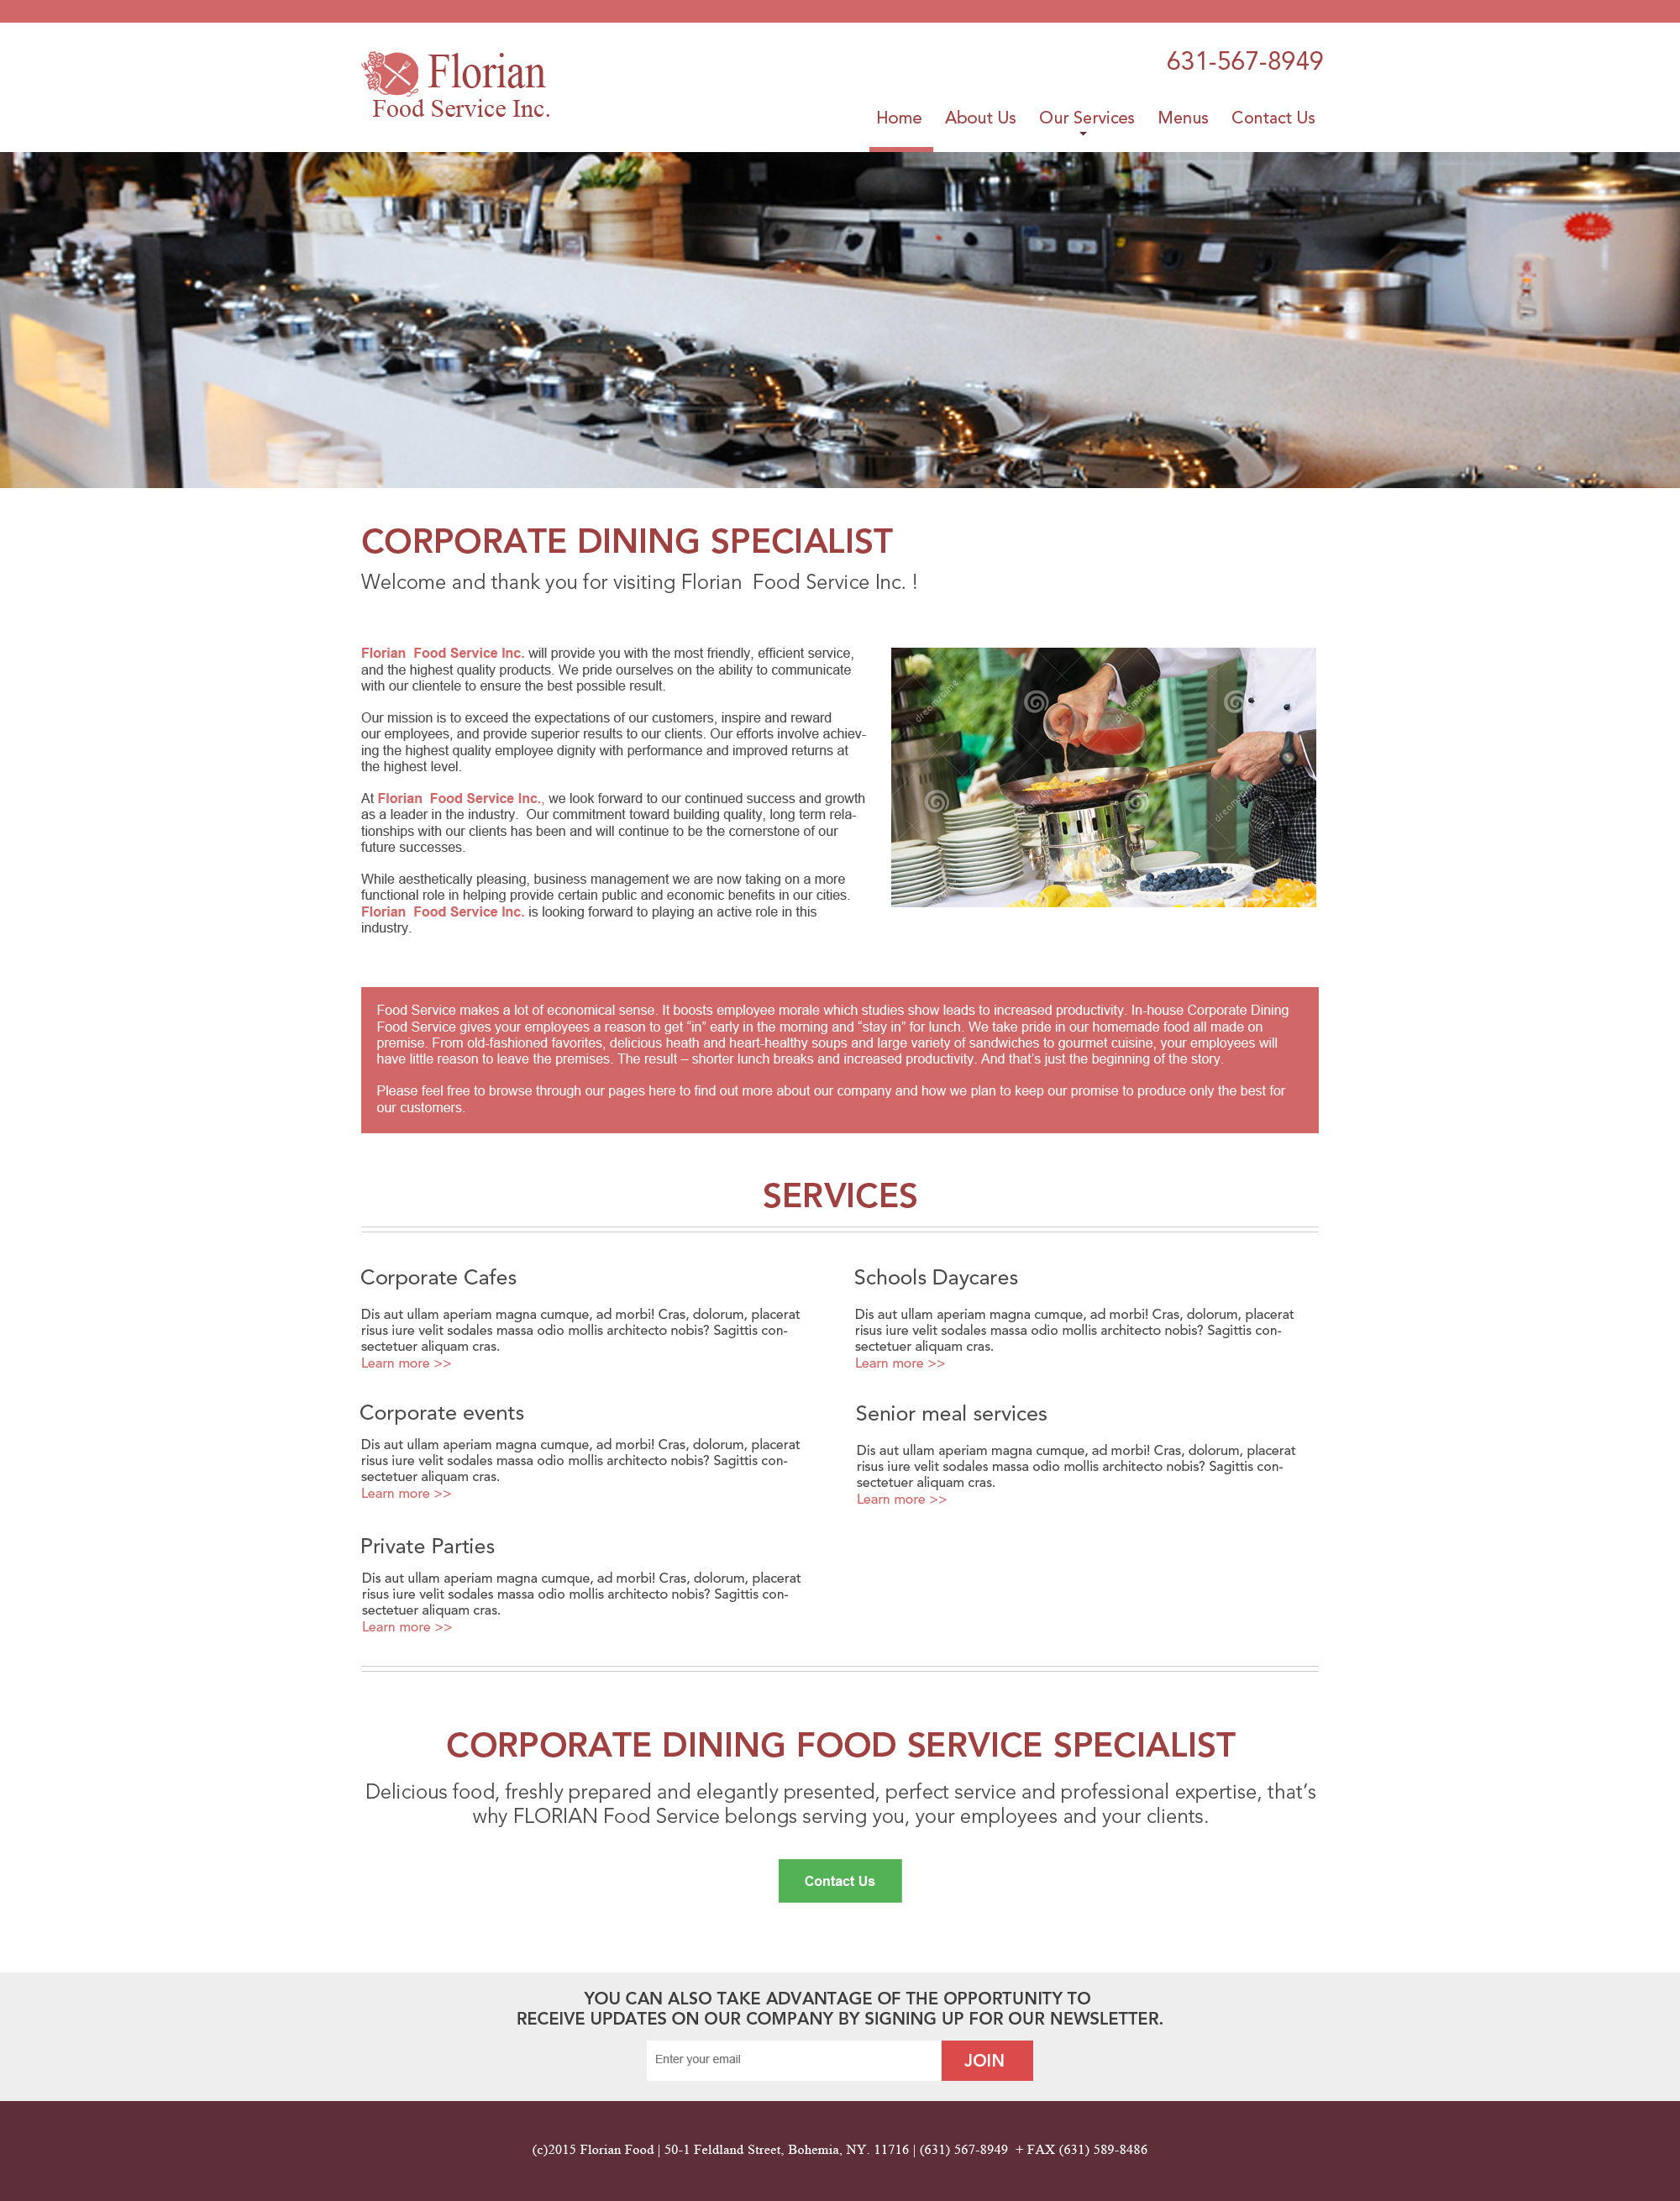 Florian
Food Service Inc.
631-567-8949
Home About Us Our Services Menus Contact Us
CORPORATE DINING SPECIALIST
Welcome and thank you for visiting Florian  Food Service Inc. !
Florian  Food Service Inc. will provide you with the most friendly, efficient service,
and the highest quality products. We pride ourselves on the ability to communicate
with our clientele to ensure the best possible result.
Our mission is to exceed the expectations of our customers, inspire and reward
our employees, and provide superior results to our clients. Our efforts involve achiev-
ing the highest quality employee dignity with performance and improved returns at
the highest level.
At Florian  Food Service Inc., we look forward to our continued success and growth
as a leader in the industry.  Our commitment toward building quality, long term rela-
tionships with our clients has been and will continue to be the cornerstone of our
future successes.
While aesthetically pleasing, business management we are now taking on a more
functional role in helping provide certain public and economic benefits in our cities.
Florian  Food Service Inc. is looking forward to playing an active role in this
industry.
dreamstime
dreamstime
dreamstime
Food Service makes a lot of economical sense. It boosts employee morale which studies show leads to increased productivity. In-house Corporate Dining
Food Service gives your employees a reason to get “in” early in the morning and “stay in” for lunch. We take pride in our homemade food all made on
premise. From old-fashioned favorites, delicious heath and heart-healthy soups and large variety of sandwiches to gourmet cuisine, your employees will
have little reason to leave the premises. The result – shorter lunch breaks and increased productivity. And that’s just the beginning of the story.
Please feel free to browse through our pages here to find out more about our company and how we plan to keep our promise to produce only the best for
our customers.
SERVICES
Corporate Cafes
Dis aut ullam aperiam magna cumque, ad morbi! Cras, dolorum, placerat
risus iure velit sodales massa odio mollis architecto nobis? Sagittis con-
sectetuer aliquam cras.
Learn more >>
Schools Daycares
Dis aut ullam aperiam magna cumque, ad morbi! Cras, dolorum, placerat
risus iure velit sodales massa odio mollis architecto nobis? Sagittis con-
sectetuer aliquam cras.
Learn more >>
Corporate events
Dis aut ullam aperiam magna cumque, ad morbi! Cras, dolorum, placerat
risus iure velit sodales massa odio mollis architecto nobis? Sagittis con-
sectetuer aliquam cras.
Learn more >>
Senior meal services
Dis aut ullam aperiam magna cumque, ad morbi! Cras, dolorum, placerat
risus iure velit sodales massa odio mollis architecto nobis? Sagittis con-
sectetuer aliquam cras.
Learn more >>
Private Parties
Dis aut ullam aperiam magna cumque, ad morbi! Cras, dolorum, placerat
risus iure velit sodales massa odio mollis architecto nobis? Sagittis con-
sectetuer aliquam cras.
Learn more >>
CORPORATE DINING FOOD SERVICE SPECIALIST
Delicious food, freshly prepared and elegantly presented, perfect service and professional expertise, that’s
why FLORIAN Food Service belongs serving you, your employees and your clients.
Contact Us
YOU CAN ALSO TAKE ADVANTAGE OF THE OPPORTUNITY TO
RECEIVE UPDATES ON OUR COMPANY BY SIGNING UP FOR OUR NEWSLETTER.
Enter your email
JOIN
(c)2015 Florian Food | 50-1 Feldland Street, Bohemia, NY. 11716 | (631) 567-8949  + FAX (631) 589-8486